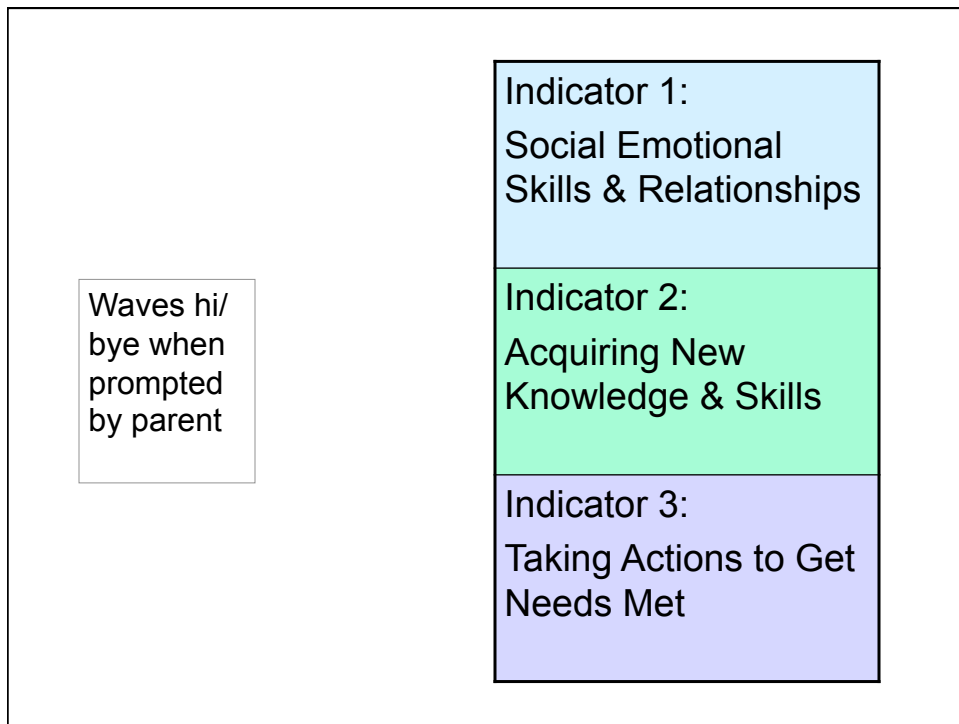 Waves hi/
bye when
prompted
by parent
Indicator 1:
Social Emotional
Skills & Relationships
Indicator 2:
Acquiring New
Knowledge & Skills
Indicator 3:
Taking Actions to Get
Needs Met